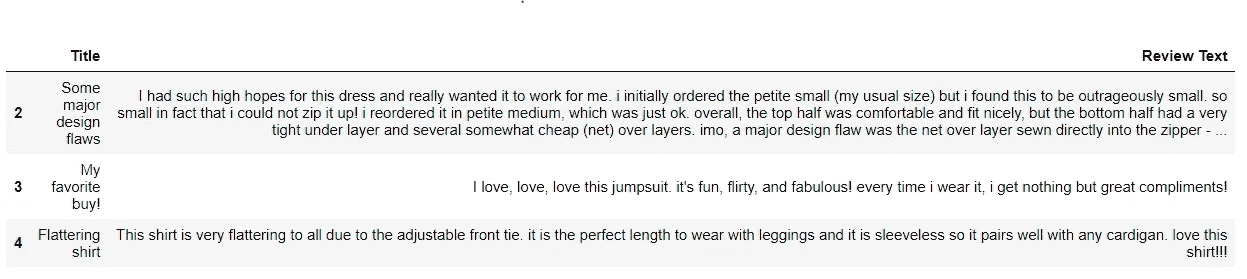 Title Review Text
2 Some major design flaws I had such high hopes for this dress and really wanted it to work for me. i initially ordered the petite small (my usual size) but i found this to be outrageously small. so
small in fact that i could not zip it up! i reordered it in petite medium, which was just ok. overall, the top half was comfortable and fit nicely, but the bottom half had a very
tight under layer and several somewhat cheap (net) over layers. imo, a major design flaw was the net over layer sewn directly into the zipper - ...
3 My favorite buy! I love, love, love this jumpsuit. it's fun, flirty, and fabulous! every time i wear it, i get nothing but great compliments!
4 Flattering shirt This shirt is very flattering to all due to the adjustable front tie. it is the perfect length to wear with leggings and it is sleeveless so it pairs well with any cardigan. love this
shirt!!!